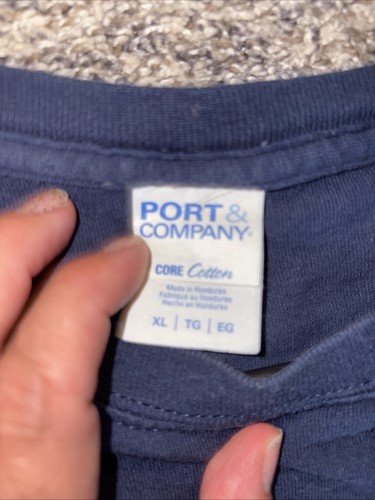 PORT &
COMPANY®
CORE Cotton
Made in Honduras
Fabriqué au Honduras
Hecho en Honduras
XL | TG | EG